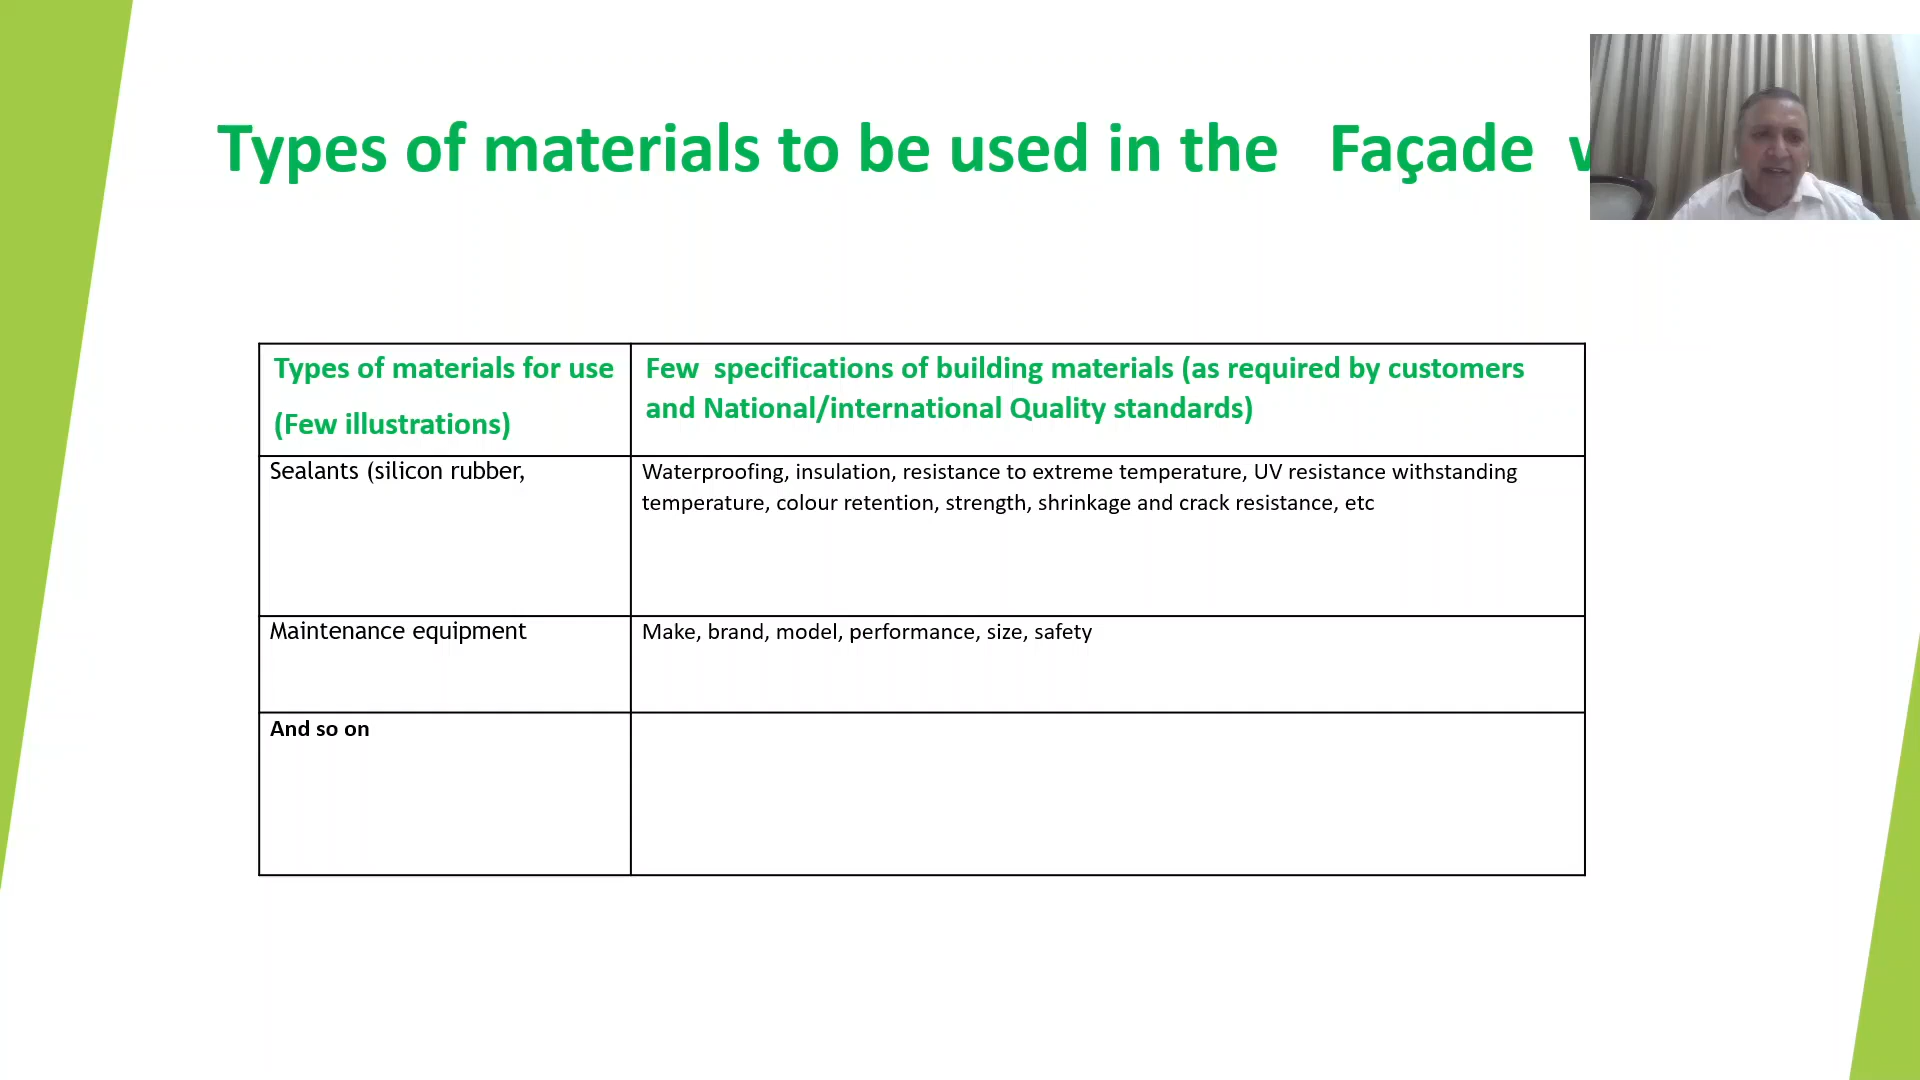 Types of materials to be used in the Façade
Types of materials for use
(Few illustrations)
Few specifications of building materials (as required by customers
and National/international Quality standards)
Sealants (silicon rubber,
Waterproofing, insulation, resistance to extreme temperature, UV resistance withstanding
temperature, colour retention, strength, shrinkage and crack resistance, etc
Maintenance equipment
Make, brand, model, performance, size, safety
And so on